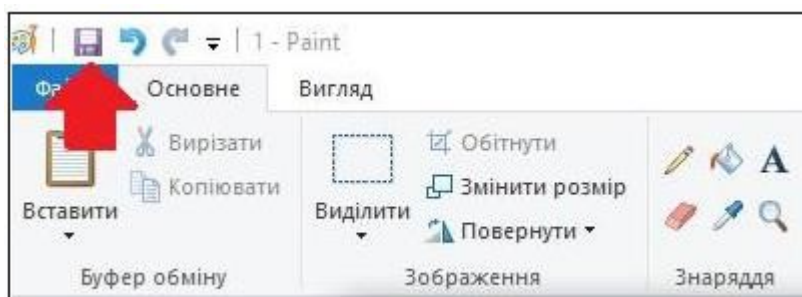 1 - Paint
Основне Вигляд
Вставити
Вирізати
Копіювати
Буфер обміну
Виділити
Обітнути
Змінити розмір
Повернути
Зображення
A
Знаряддя